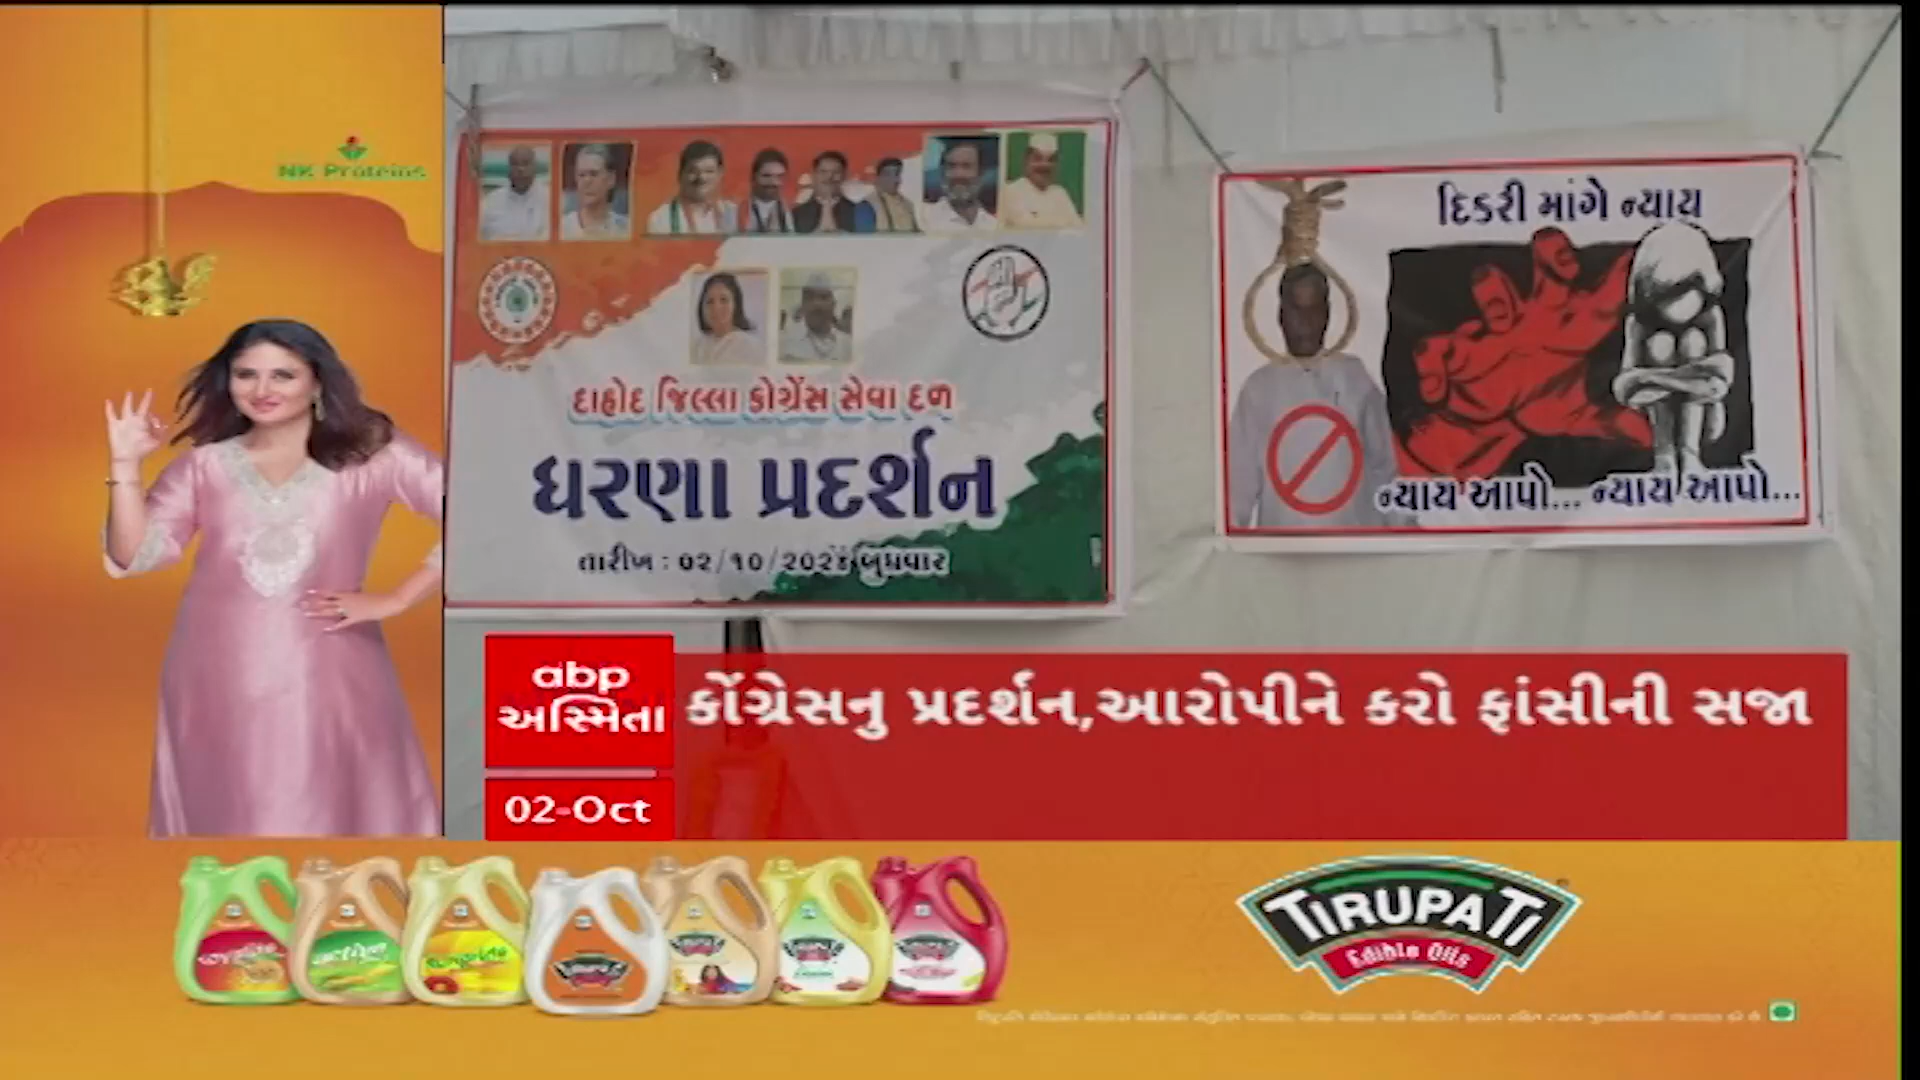 NK Proteins
દિકરી માંગે ન્યાય
દાહોદ જિલ્લા કોગ્રેંસ સેવા દળ
ધરણા પ્રદર્શન
તારીખ : ૦૨/૧૦/૨૦૨૪ બુધવાર
ન્યાય આપો... ન્યાય આપો...
abp
અસ્મિતા
કોંગ્રેસનુ પ્રદર્શન,આરોપીને કરો ફાંસીની સજા
02-Oct
TIRUPATI
Edible Oils